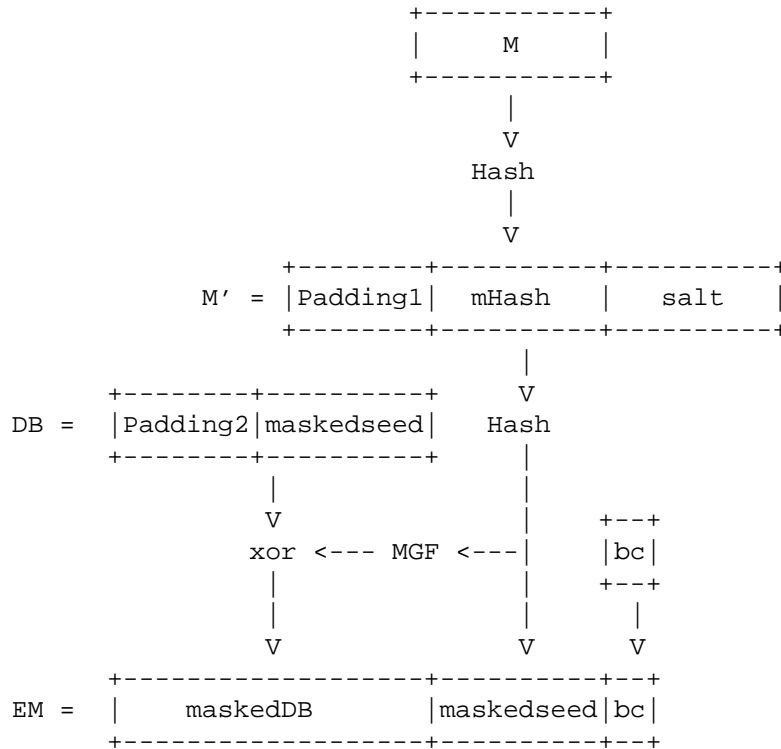 M
Hash
M' = Padding1 mHash salt
DB = Padding2 maskedseed Hash
xor <--- MGF <--- bc
EM = maskedDB maskedseed bc